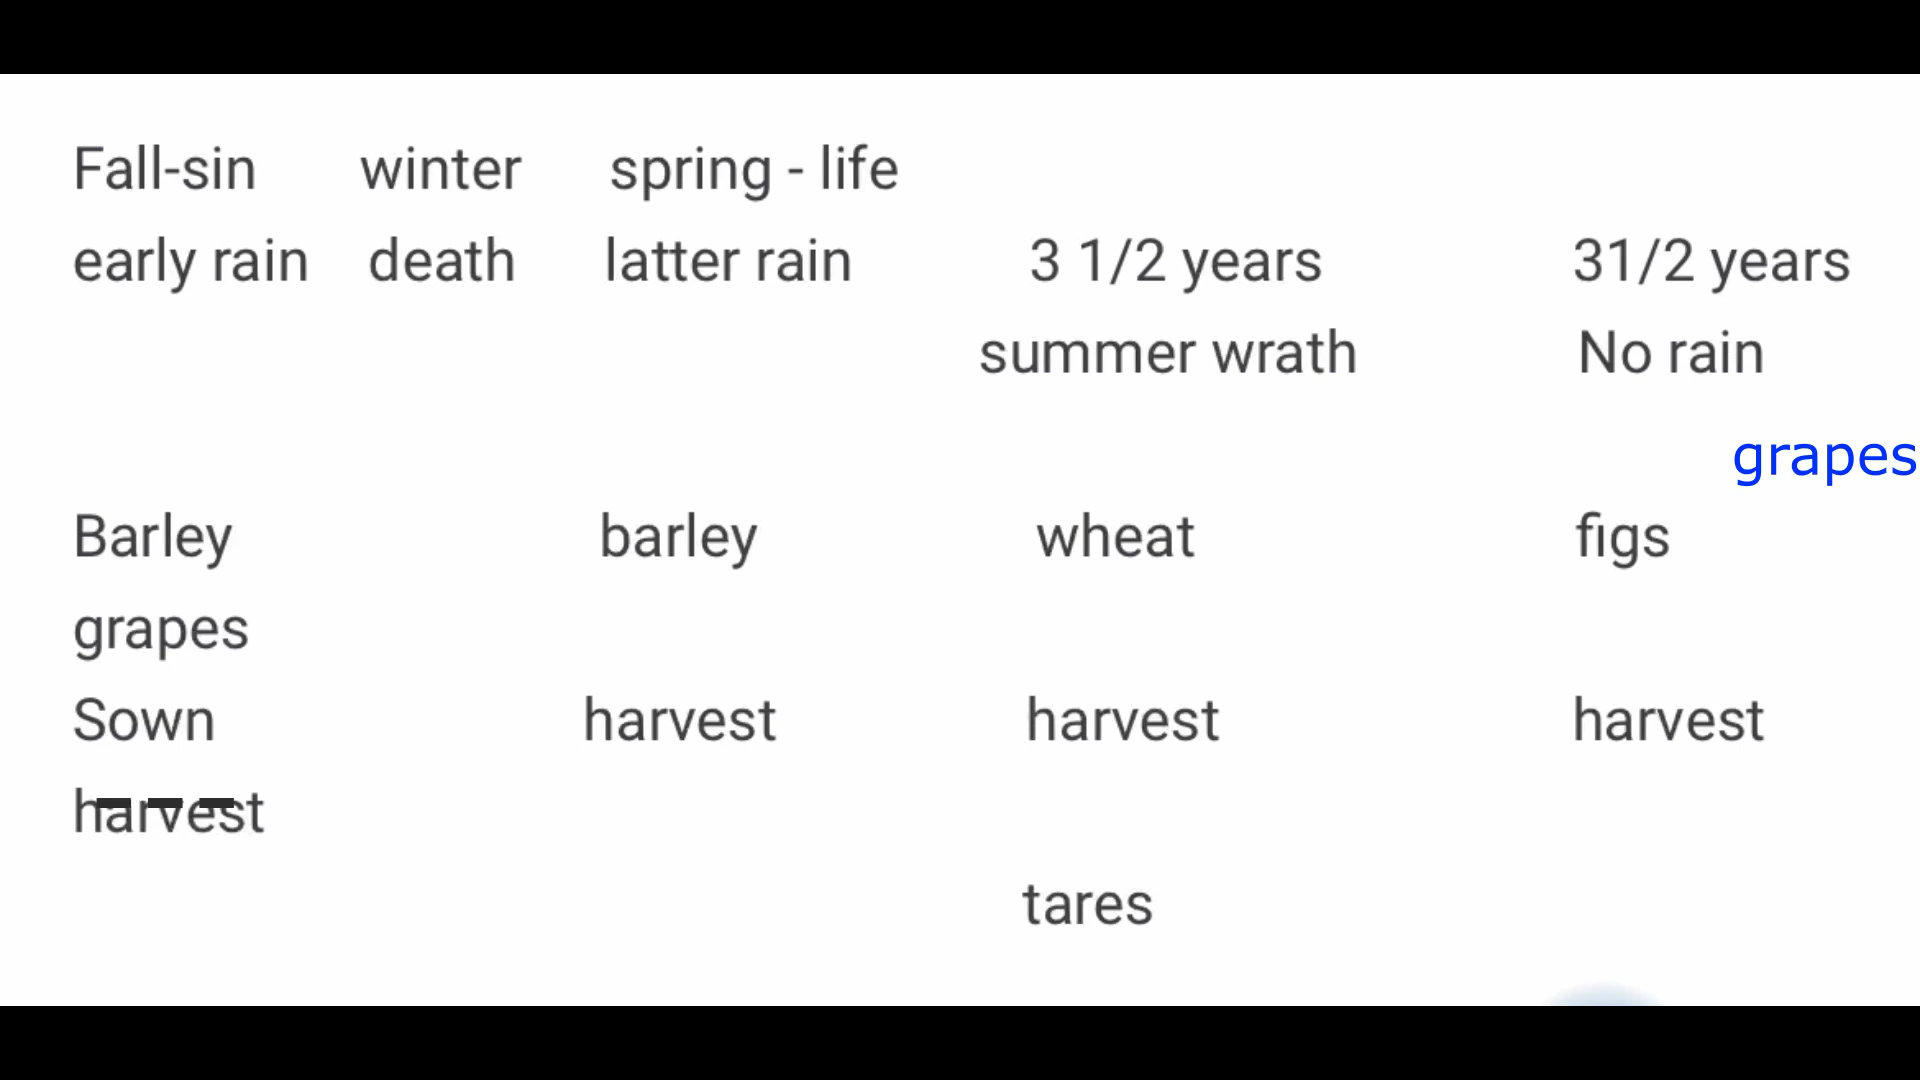 Fall-sin winter spring - life
early rain death latter rain 3 1/2 years 31/2 years
summer wrath No rain
grapes
Barley barley wheat figs
grapes
Sown harvest harvest harvest
harvest
tares